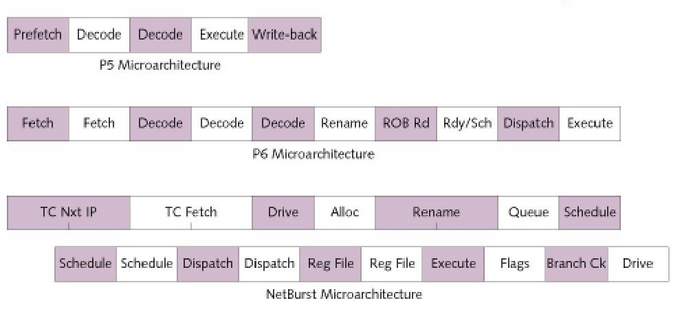 Prefetch Decode Decode Execute Write-back
P5 Microarchitecture
Fetch Fetch Decode Decode Decode Rename ROB Rd Rdy/Sch Dispatch Execute
P6 Microarchitecture
TC Nxt IP TC Fetch Drive Alloc Rename Queue Schedule
Schedule Schedule Dispatch Dispatch Reg File Reg File Execute Flags Branch Ck Drive
NetBurst Microarchitecture